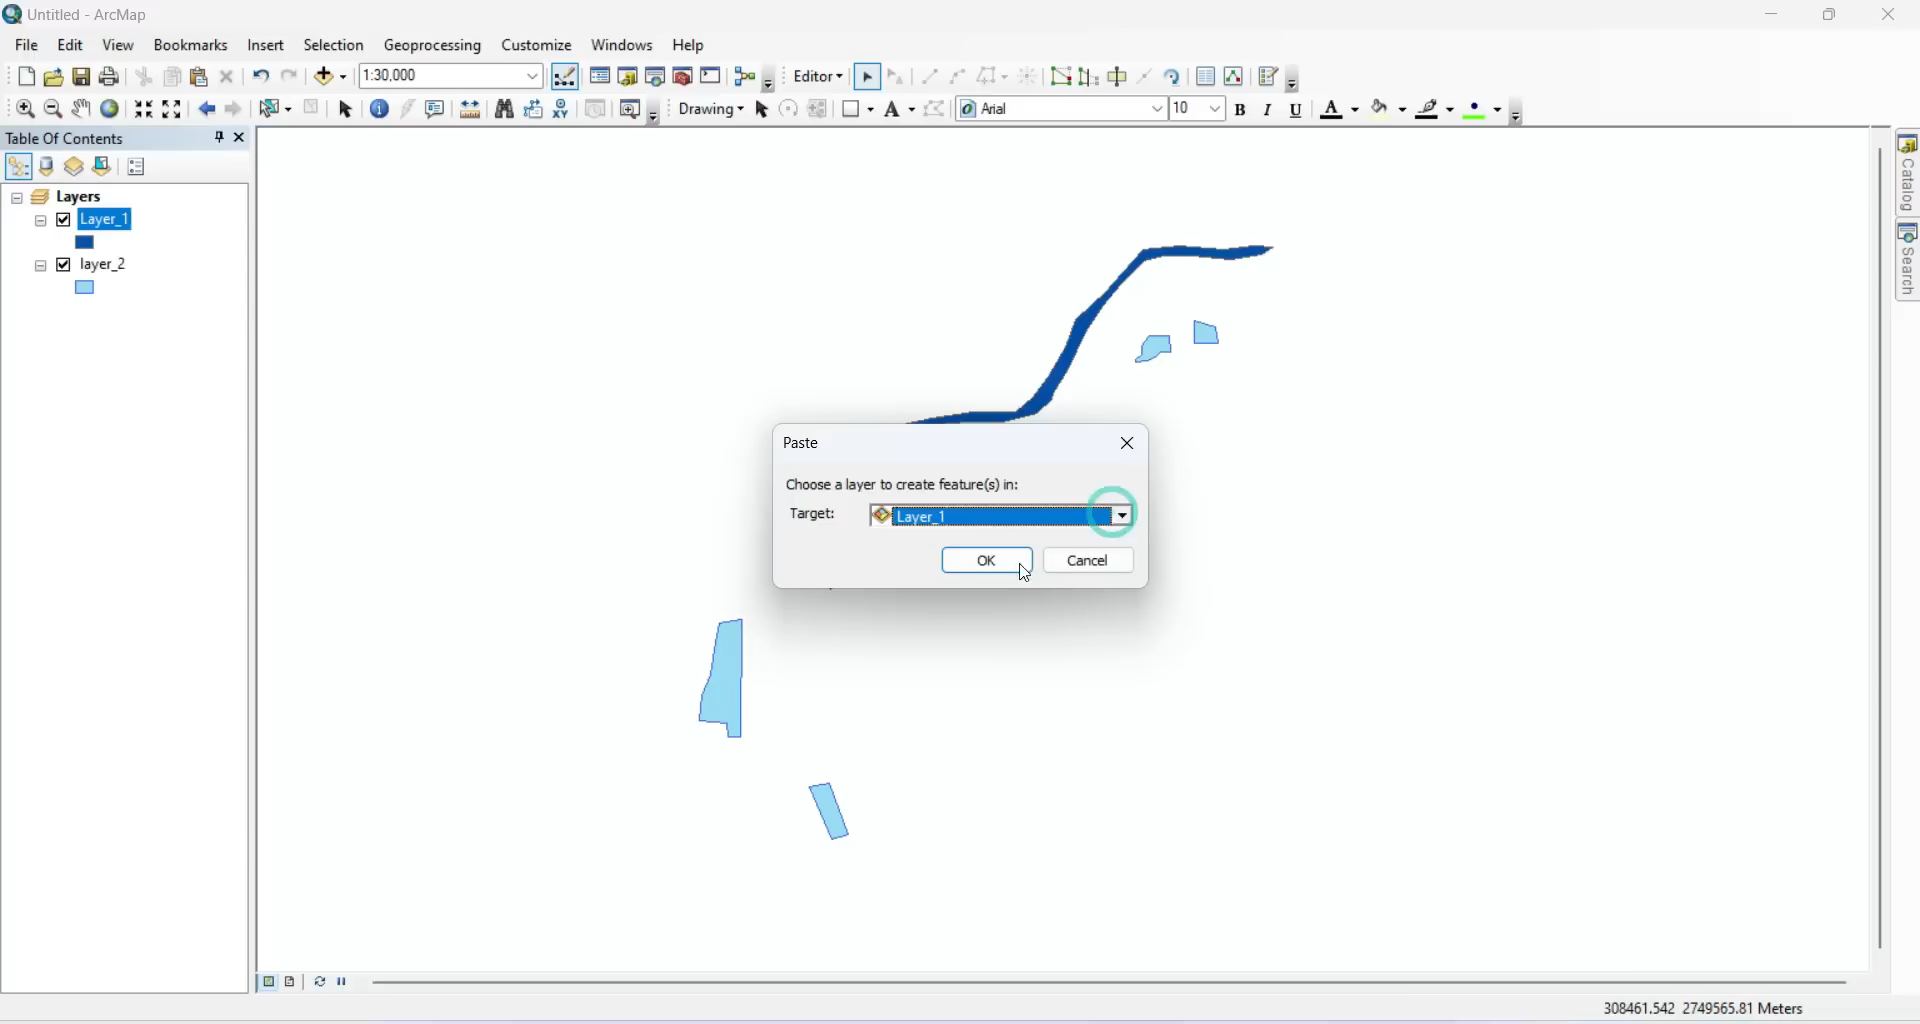 Untitled - ArcMap
File Edit View Bookmarks Insert Selection Geoprocessing Customize Windows Help
1:30,000 Editor
Drawing A Arial 10 B I U A
Table Of Contents
Layers
Layer_1
layer_2
Catalog
Search
Paste
Choose a layer to create feature(s) in:
Target: Layer_1
OK Cancel
308461.542 2749565.81 Meters